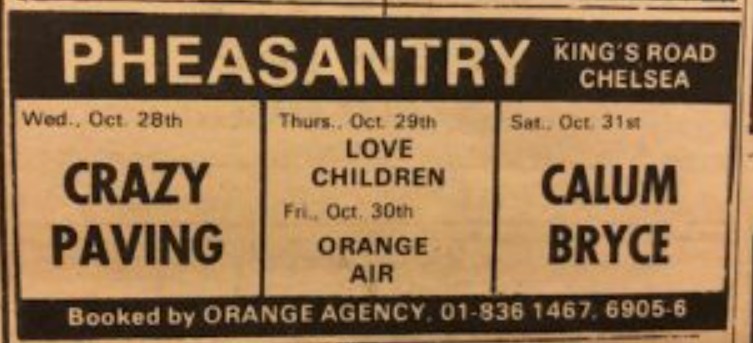 PHEASANTRY
KING'S ROAD
CHELSEA
Wed., Oct. 28th
CRAZY
PAVING
Thurs., Oct. 29th
LOVE
CHILDREN
Fri., Oct. 30th
ORANGE
AIR
Sat., Oct. 31st
CALUM
BRYCE
Booked by ORANGE AGENCY, 01-836 1467, 6905-6